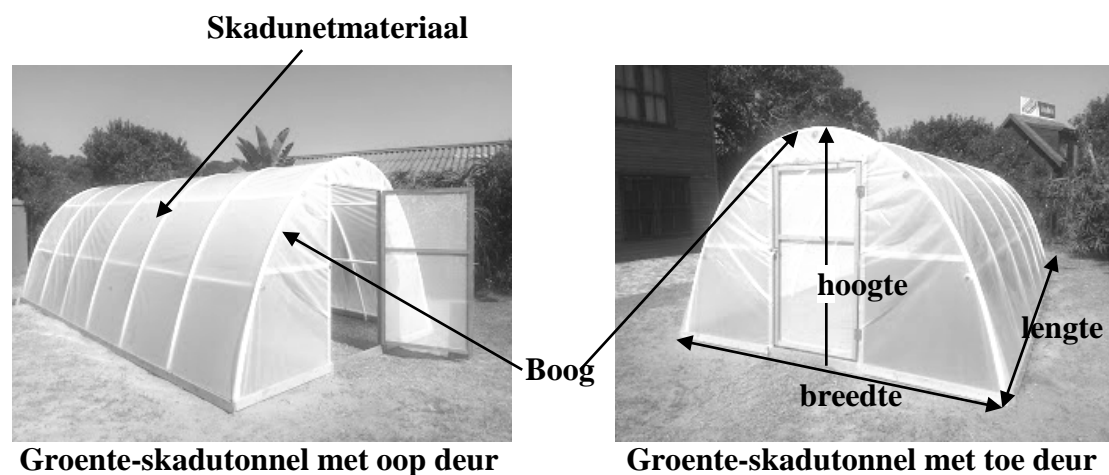 Skadunetmateriaal
hoogte
lengte
Boog
breedte
Groente-skadutonnel met oop deur
Groente-skadutonnel met toe deur